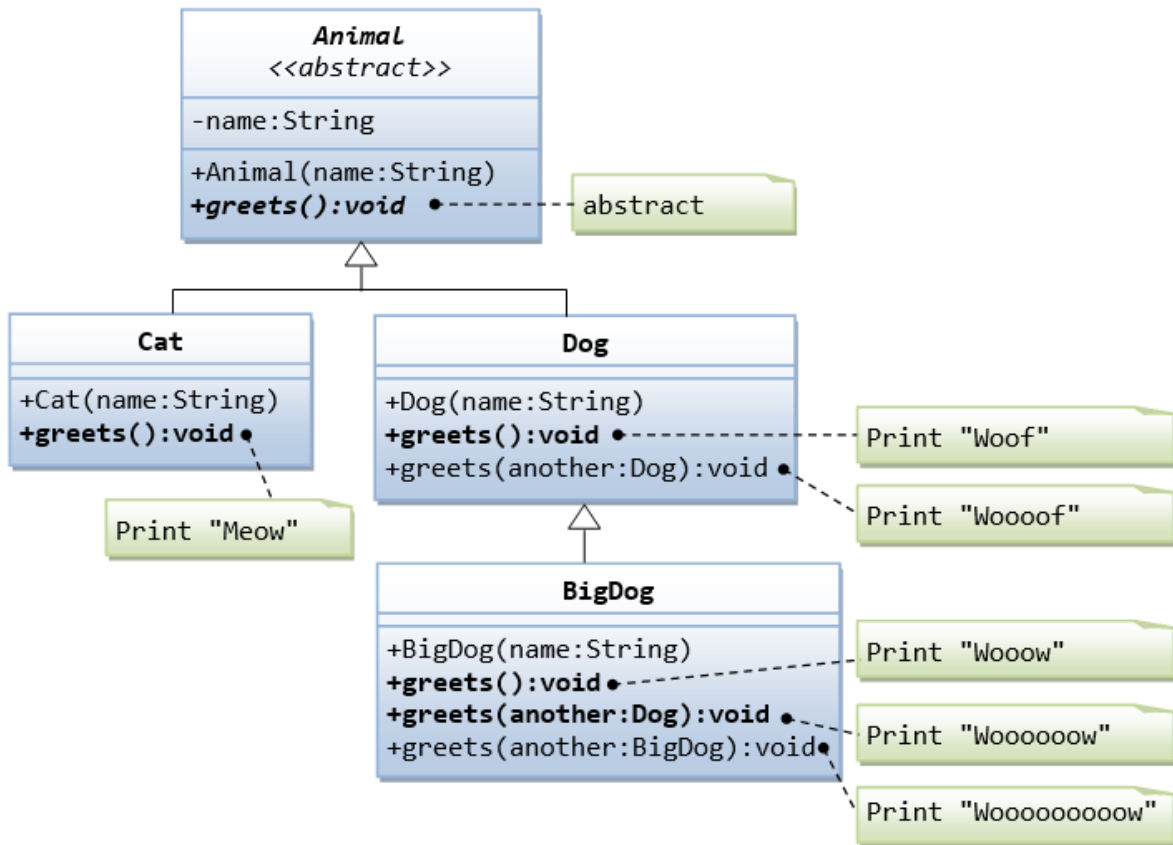 Animal
<<abstract>>
-name:String
+Animal(name:String)
+greets():void
abstract
Cat
+Cat(name:String)
+greets():void
Print "Meow"
Dog
+Dog(name:String)
+greets():void
+greets(another:Dog):void
Print "Woof"
Print "Woooof"
BigDog
+BigDog(name:String)
+greets():void
+greets(another:Dog):void
+greets(another:BigDog):void
Print "Wooow"
Print "Woooooow"
Print "Wooooooooow"